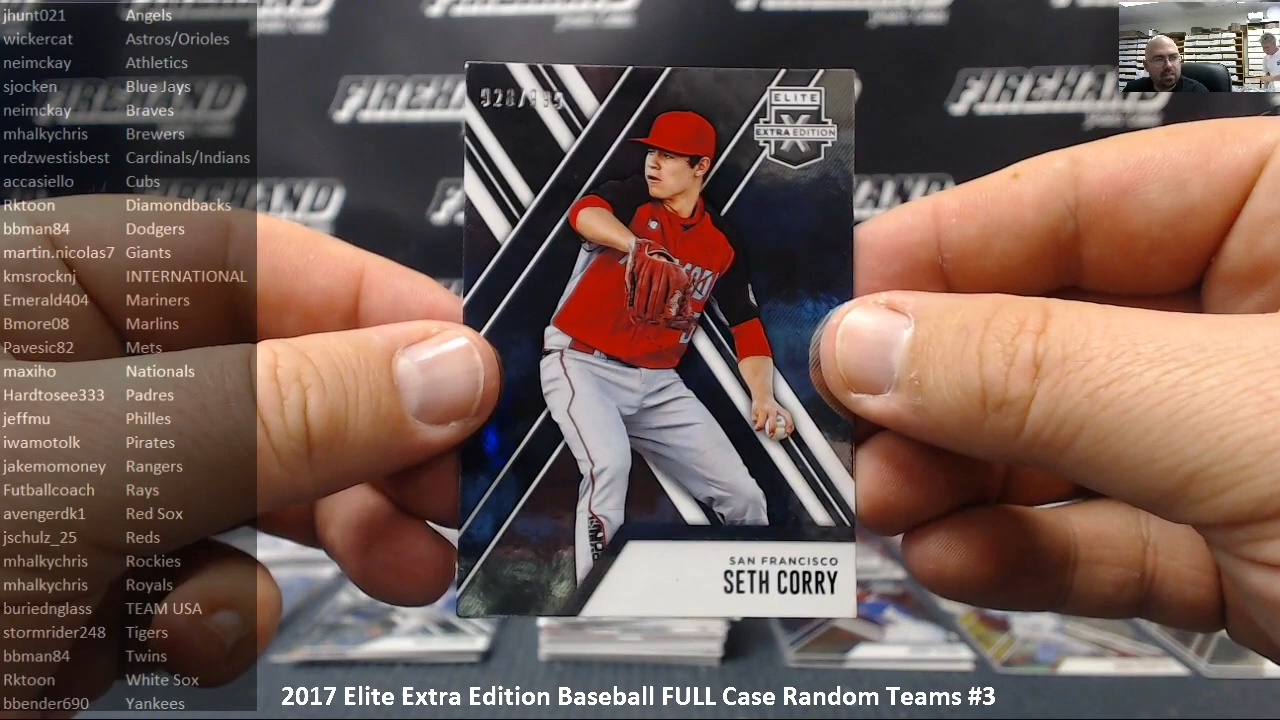 jhunt021 Angels
wickercat Astros/Orioles
neimckay Athletics
sjocken Blue Jays
neimckay Braves
mhalkychris Brewers
redzwestisbest Cardinals/Indians
accasiello Cubs
Rktoon Diamondbacks
bbman84 Dodgers
martin.nicolas7 Giants
kmsrocknj INTERNATIONAL
Emerald404 Mariners
Bmore08 Marlins
Pavesic82 Mets
maxiho Nationals
Hardtosee333 Padres
jeffmu Philles
iwamotolk Pirates
jakemomoney Rangers
Futballcoach Rays
avengerdk1 Red Sox
jschulz_25 Reds
mhalkychris Rockies
mhalkychris Royals
buriednglass TEAM USA
stormrider248 Tigers
bbman84 Twins
Rktoon White Sox
bbender690 Yankees
FIREHAND
ELITE
EXTRA EDITION
SAN FRANCISCO
SETH CORRY
2017 Elite Extra Edition Baseball FULL Case Random Teams #3